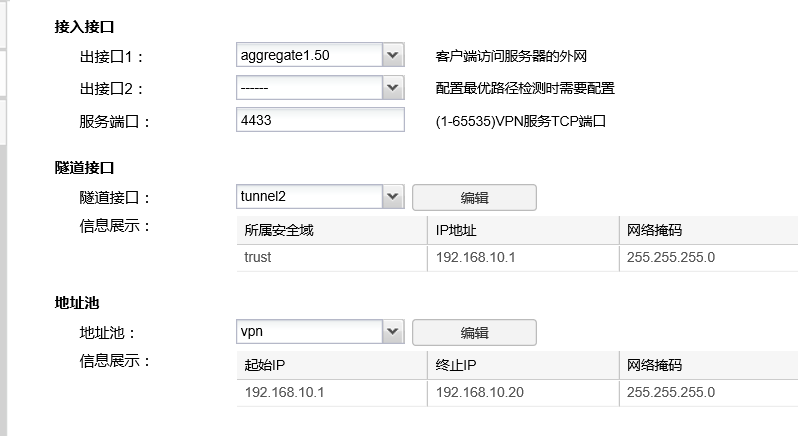 接入接口
出接口1： aggregate1.50 客户端访问服务器的外网
出接口2： ------ 配置最优路径检测时需要配置
服务端口： 4433 (1-65535)VPN服务TCP端口
隧道接口
隧道接口： tunnel2 编辑
信息展示： 所属安全域 IP地址 网络掩码
trust 192.168.10.1 255.255.255.0
地址池
地址池： vpn 编辑
信息展示： 起始IP 终止IP 网络掩码
192.168.10.1 192.168.10.20 255.255.255.0